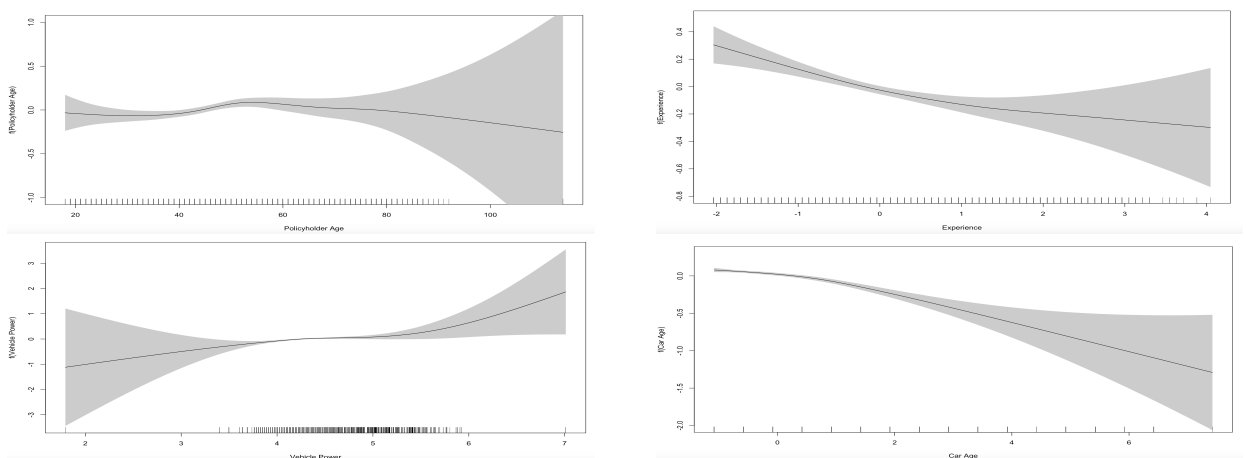 f(Policyholder Age)
1.0
0.5
0.0
-0.5
-1.0
20 40 60 80 100
Policyholder Age
f(Experience)
0.4
0.2
0.0
-0.2
-0.4
-0.6
-0.8
-2 -1 0 1 2 3 4
Experience
f(Vehicle Power)
3
2
1
0
-1
-2
-3
2 3 4 5 6 7
Vehicle Power
f(Car Age)
0.0
-0.5
-1.0
-1.5
-2.0
0 2 4 6
Car Age